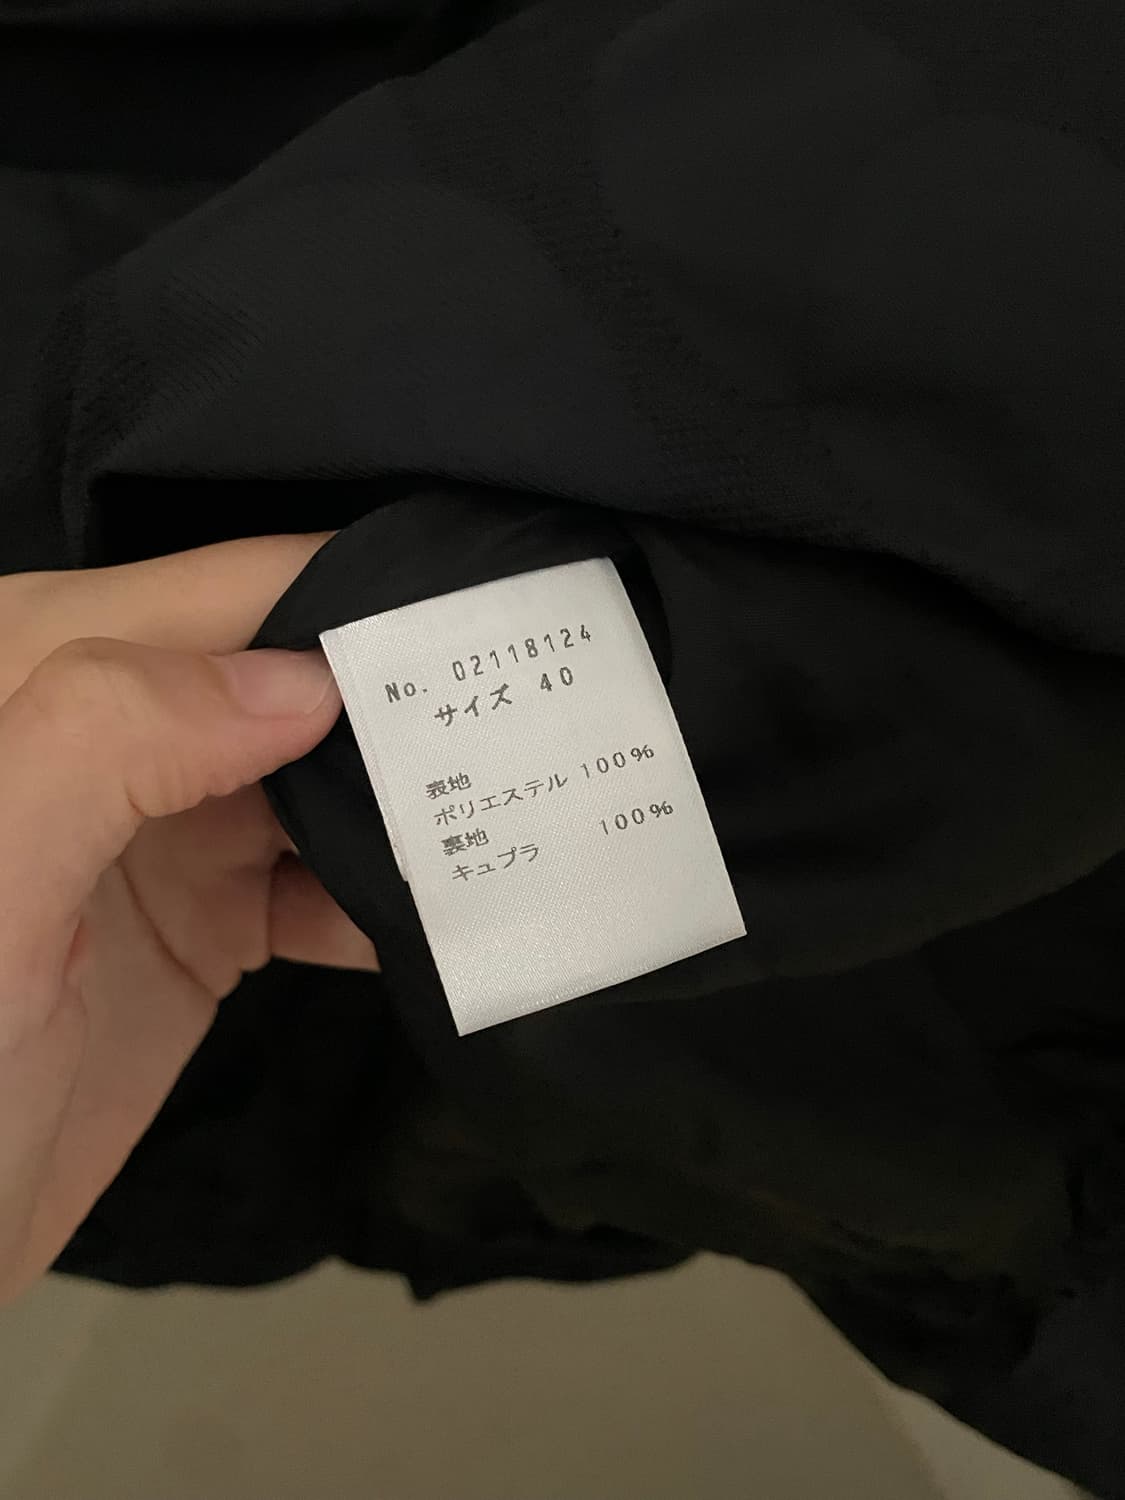 No. 02118124
サイズ 40
表地
ポリエステル 100%
裏地
キュプラ 100%